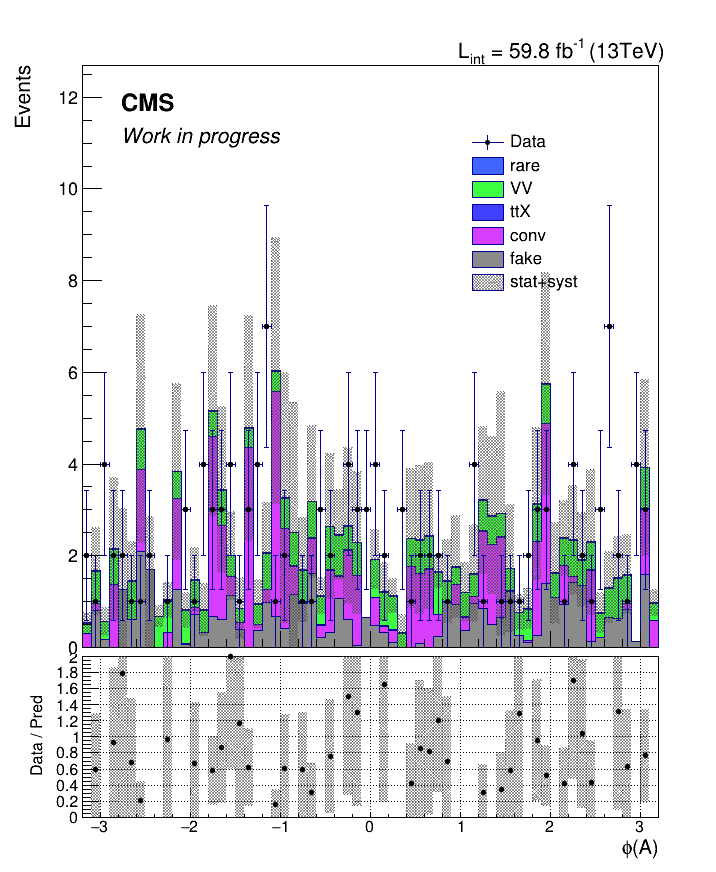 L_int = 59.8 fb^-1 (13TeV)
Events
CMS
Work in progress
Data
rare
VV
ttX
conv
fake
stat+syst
12
10
8
6
4
2
0
Data / Pred
2
1.8
1.6
1.4
1.2
1
0.8
0.6
0.4
0.2
0
−3 −2 −1 0 1 2 3
ϕ(A)